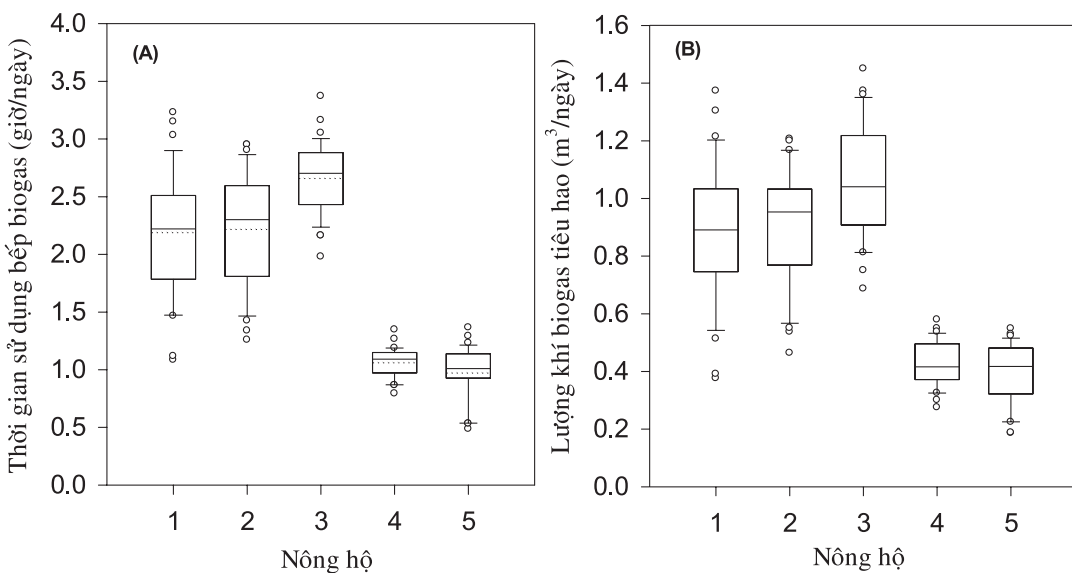 Thời gian sử dụng bếp biogas (giờ/ngày)
4.0
3.5
3.0
2.5
2.0
1.5
1.0
0.5
0.0
(A)
1 2 3 4 5
Nông hộ
Lượng khí biogas tiêu hao (m³/ngày)
1.6
1.4
1.2
1.0
0.8
0.6
0.4
0.2
0.0
(B)
1 2 3 4 5
Nông hộ